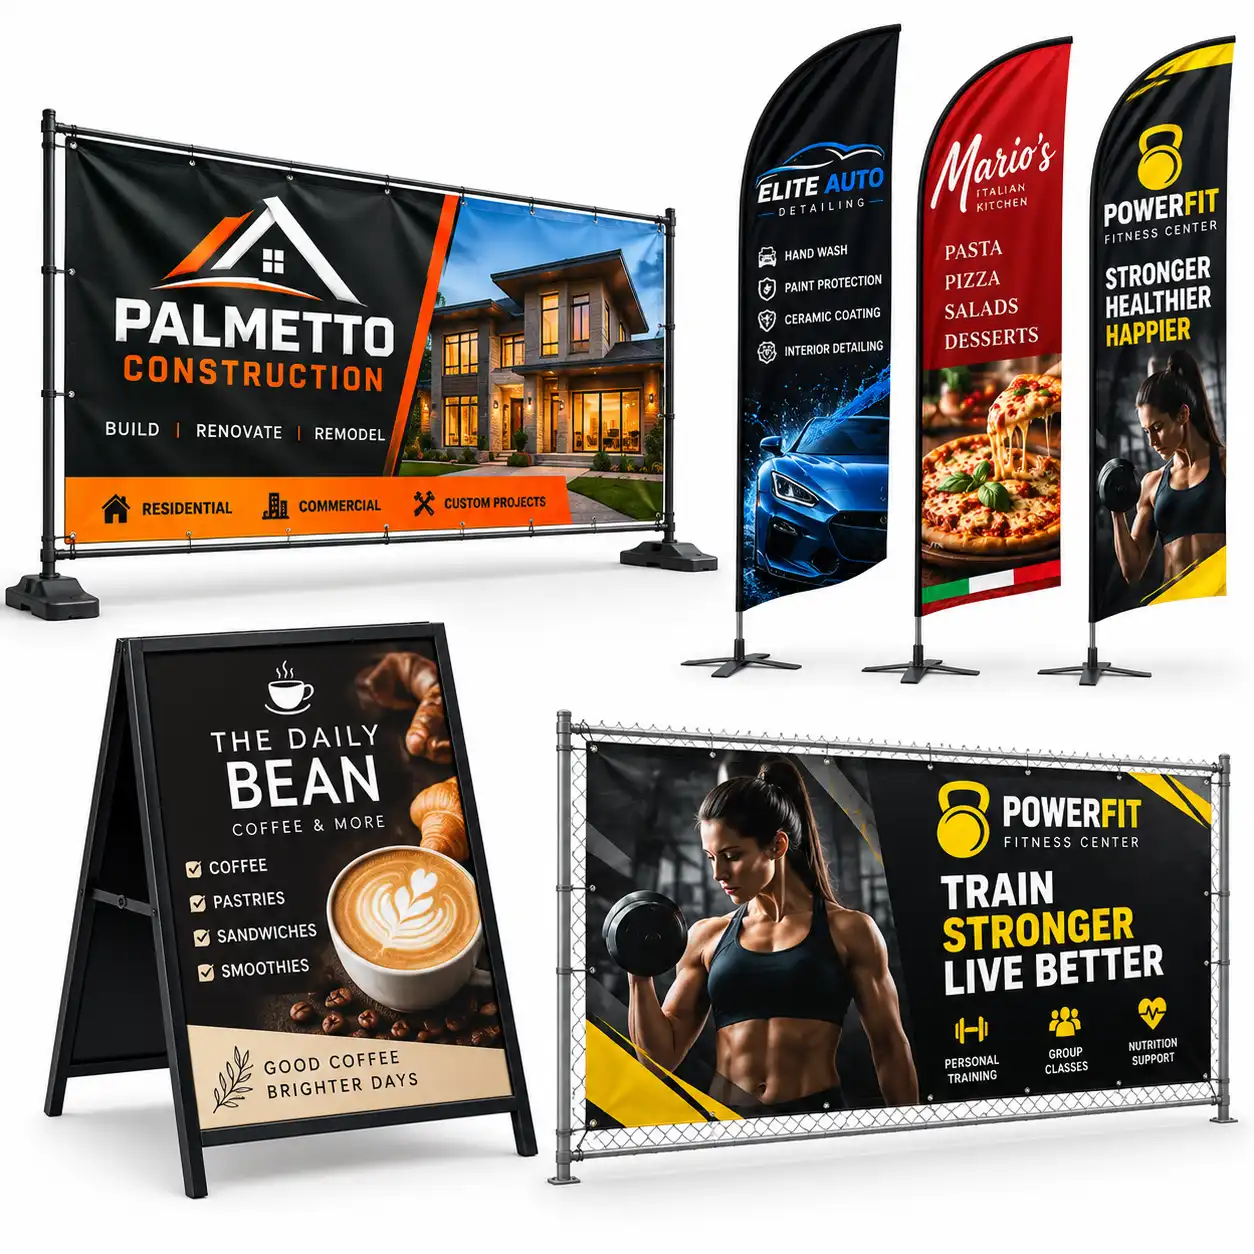 PALMETTO
CONSTRUCTION
BUILD | RENOVATE | REMODEL
RESIDENTIAL
COMMERCIAL
CUSTOM PROJECTS
ELITE AUTO
DETAILING
HAND WASH
PAINT PROTECTION
CERAMIC COATING
INTERIOR DETAILING
Mario's
ITALIAN
KITCHEN
PASTA
PIZZA
SALADS
DESSERTS
POWERFIT
FITNESS CENTER
STRONGER
HEALTHIER
HAPPIER
THE DAILY
BEAN
COFFEE & MORE
COFFEE
PASTRIES
SANDWICHES
SMOOTHIES
GOOD COFFEE
BRIGHTER DAYS
POWERFIT
FITNESS CENTER
TRAIN
STRONGER
LIVE BETTER
PERSONAL
TRAINING
GROUP
CLASSES
NUTRITION
SUPPORT